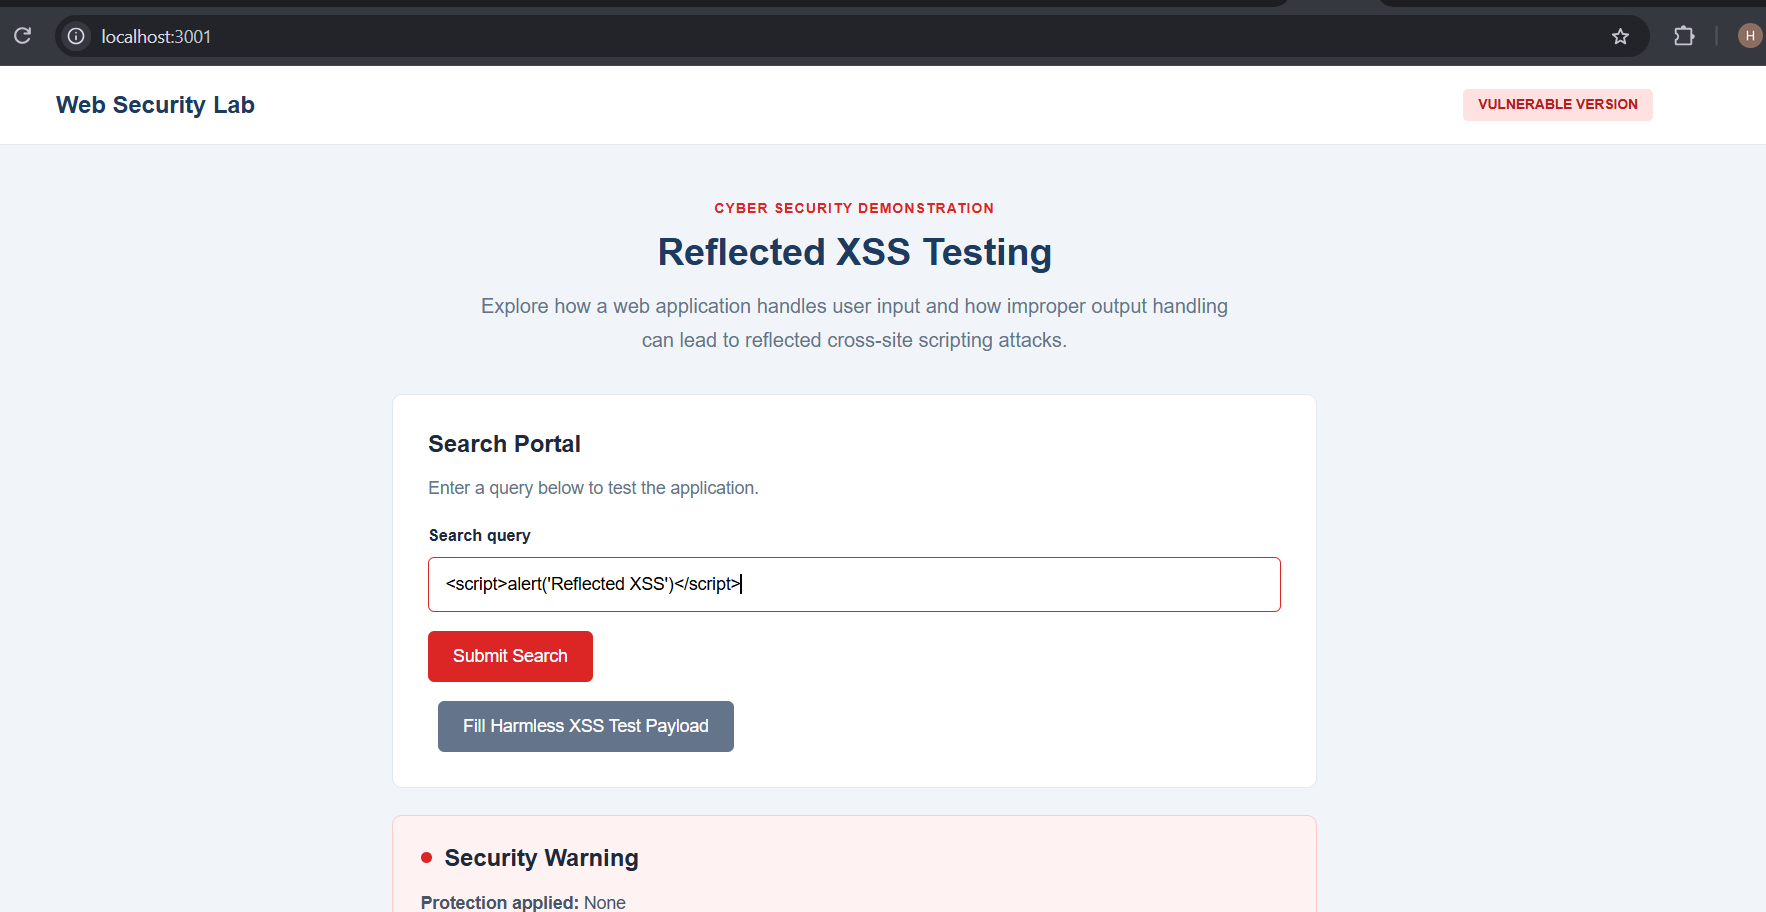 localhost:3001
H
Web Security Lab
VULNERABLE VERSION
CYBER SECURITY DEMONSTRATION
Reflected XSS Testing
Explore how a web application handles user input and how improper output handling
can lead to reflected cross-site scripting attacks.
Search Portal
Enter a query below to test the application.
Search query
<script>alert('Reflected XSS')</script>
Submit Search
Fill Harmless XSS Test Payload
Security Warning
Protection applied: None